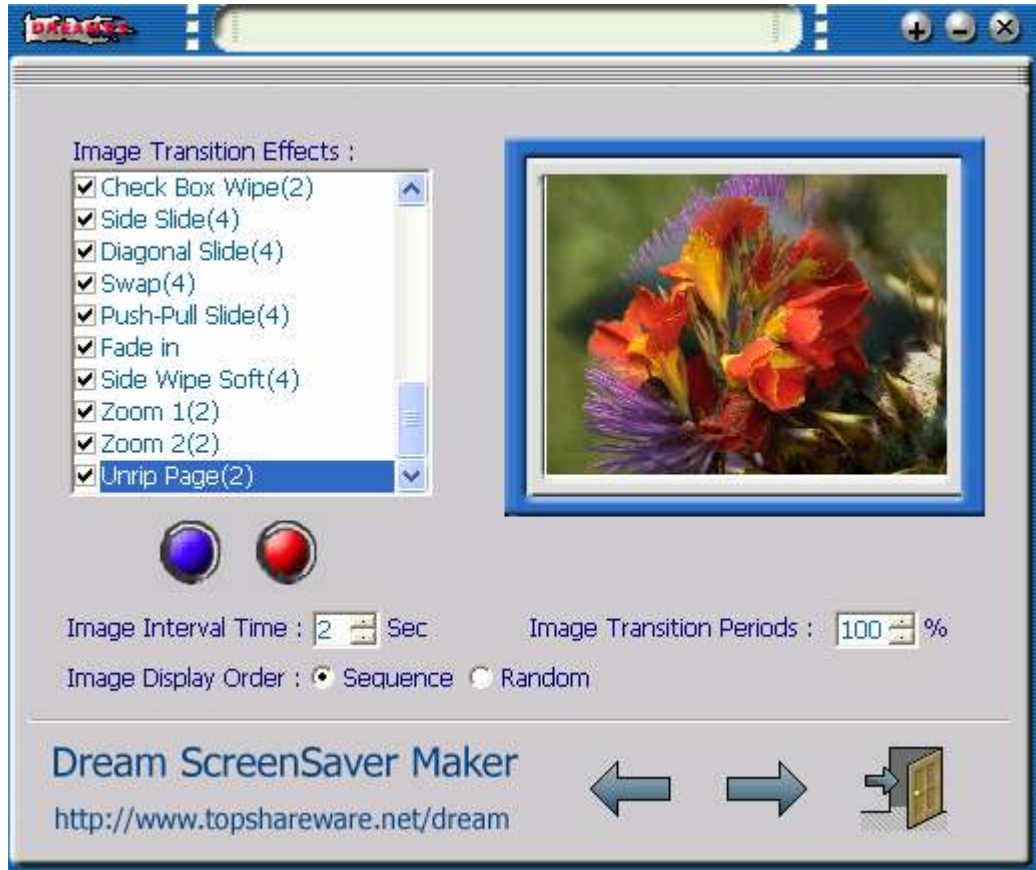 Image Transition Effects :
Check Box Wipe(2)
Side Slide(4)
Diagonal Slide(4)
Swap(4)
Push-Pull Slide(4)
Fade in
Side Wipe Soft(4)
Zoom 1(2)
Zoom 2(2)
Unrip Page(2)
Image Interval Time : 2 Sec
Image Transition Periods : 100 %
Image Display Order : Sequence Random
Dream ScreenSaver Maker
http://www.topshareware.net/dream